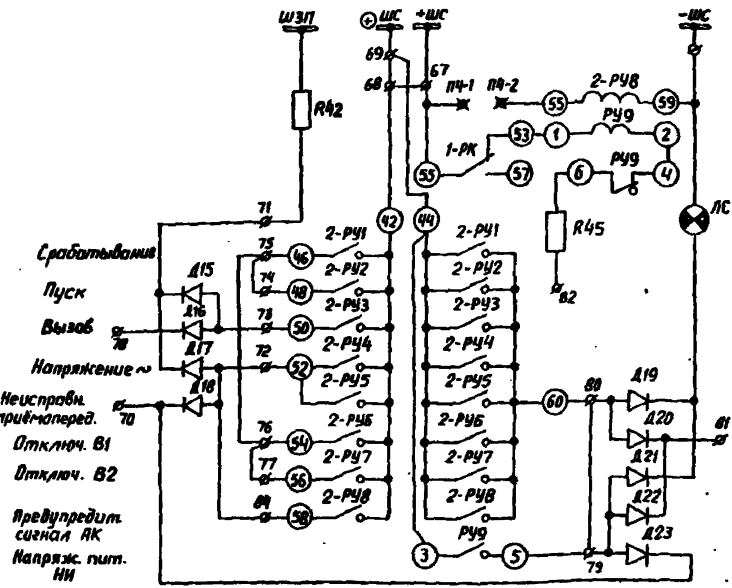 ШЗП
+ ШС
+ШС
-ШС
69
68
67
П4-1
П4-2
55
2-РУ8
59
R42
53
1
РУ9
2
1-РК
55
57
6
РУ9
4
ЛС
71
42
44
R45
82
Срабатывание
75
46
2-РУ1
2-РУ1
Пуск
Д15
74
48
2-РУ2
2-РУ2
Вызов
78
Д16
73
50
2-РУ3
2-РУ3
Напряжение ~
Д17
72
52
2-РУ4
2-РУ4
Неисправн.
приёмоперед.
70
Д18
2-РУ5
2-РУ5
60
80
Д19
Отключ. В1
76
54
2-РУ6
2-РУ6
Д20
81
Отключ. В2
77
56
2-РУ7
2-РУ7
Д21
Предупредит.
сигнал АК
84
58
2-РУ8
2-РУ8
Д22
Напряж. пит.
НИ
3
РУ9
5
79
Д23